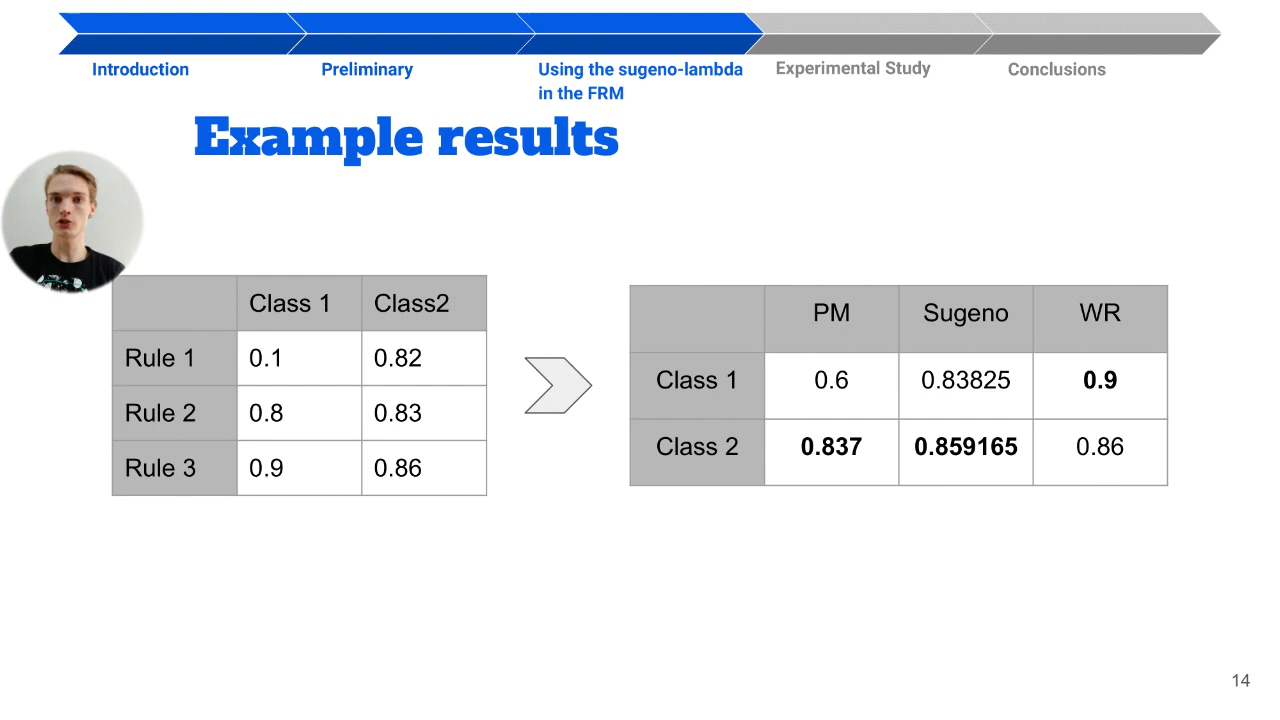 Introduction
Preliminary
Using the sugeno-lambda
in the FRM
Experimental Study
Conclusions
Example results
Class 1 Class2
Rule 1 0.1 0.82
Rule 2 0.8 0.83
Rule 3 0.9 0.86
PM Sugeno WR
Class 1 0.6 0.83825 0.9
Class 2 0.837 0.859165 0.86
14